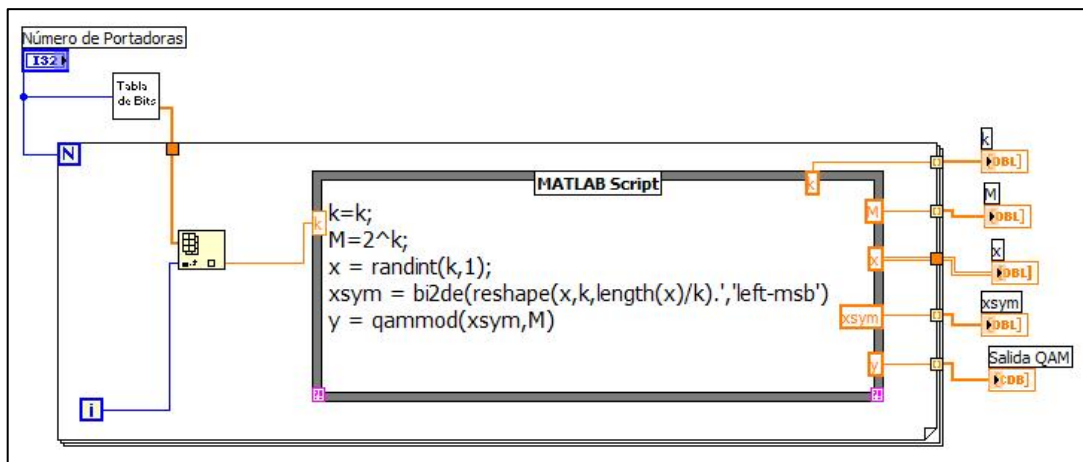 Número de Portadoras
I32
Tabla
de Bits
N
k
k
DBL]
MATLAB Script
M
M
DBL]
k
k=k;
M=2^k;
x = randint(k,1);
xsym = bi2de(reshape(x,k,length(x)/k).','left-msb')
y = qammod(xsym,M)
x
x
DBL]
xsym
xsym
DBL]
y
Salida QAM
CDB]
i
?!
?!